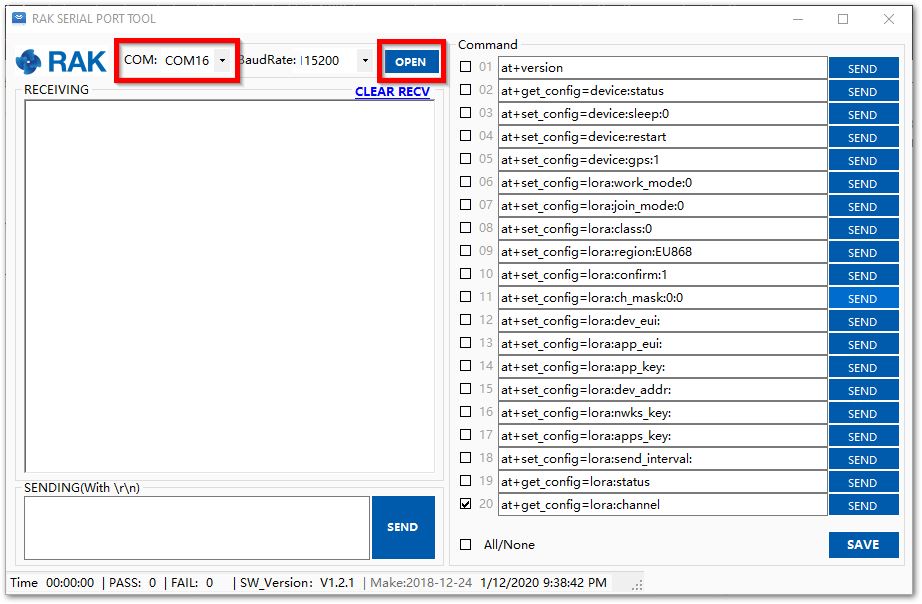 RAK SERIAL PORT TOOL
RAK
COM: COM16
BaudRate: 115200
OPEN
RECEIVING
CLEAR RECV
SENDING(With \r\n)
SEND
Command
01 at+version SEND
02 at+get_config=device:status SEND
03 at+set_config=device:sleep:0 SEND
04 at+set_config=device:restart SEND
05 at+set_config=device:gps:1 SEND
06 at+set_config=lora:work_mode:0 SEND
07 at+set_config=lora:join_mode:0 SEND
08 at+set_config=lora:class:0 SEND
09 at+set_config=lora:region:EU868 SEND
10 at+set_config=lora:confirm:1 SEND
11 at+set_config=lora:ch_mask:0:0 SEND
12 at+set_config=lora:dev_eui: SEND
13 at+set_config=lora:app_eui: SEND
14 at+set_config=lora:app_key: SEND
15 at+set_config=lora:dev_addr: SEND
16 at+set_config=lora:nwks_key: SEND
17 at+set_config=lora:apps_key: SEND
18 at+set_config=lora:send_interval: SEND
19 at+get_config=lora:status SEND
20 at+get_config=lora:channel SEND
All/None
SAVE
Time 00:00:00 | PASS: 0 | FAIL: 0 | SW_Version: V1.2.1 | Make:2018-12-24 1/12/2020 9:38:42 PM